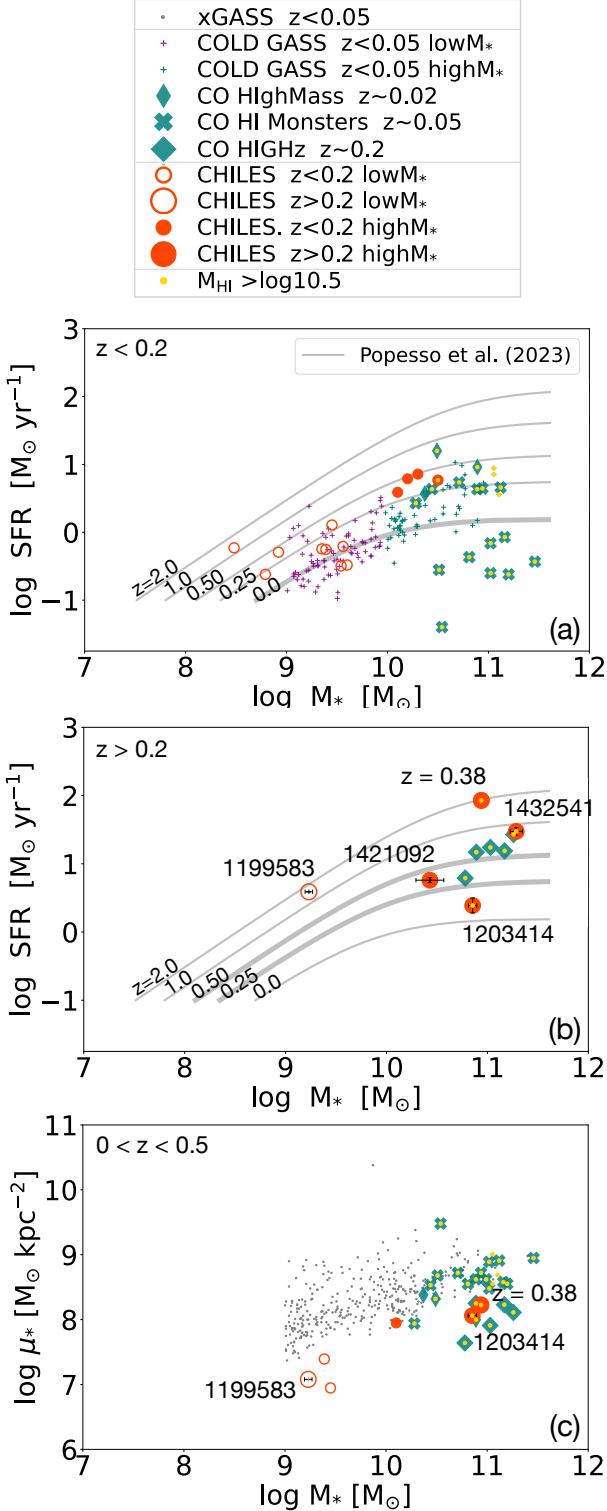 xGASS z<0.05
COLD GASS z<0.05 lowM*
COLD GASS z<0.05 highM*
CO HIghMass z~0.02
CO HI Monsters z~0.05
CO HIGHz z~0.2
CHILES z<0.2 lowM*
CHILES z>0.2 lowM*
CHILES. z<0.2 highM*
CHILES z>0.2 highM*
M_HI >log10.5
3
2
1
0
−1
log SFR [M⊙ yr⁻¹]
z < 0.2
Popesso et al. (2023)
z=2.0
1.0
0.50
0.25
0.0
(a)
7 8 9 10 11 12
log M* [M⊙]
3
2
1
0
−1
log SFR [M⊙ yr⁻¹]
z > 0.2
z = 0.38
1432541
1421092
1199583
1203414
z=2.0
1.0
0.50
0.25
0.0
(b)
7 8 9 10 11 12
log M* [M⊙]
11
10
9
8
7
6
log μ* [M⊙ kpc⁻²]
0 < z < 0.5
z = 0.38
1203414
1199583
(c)
7 8 9 10 11 12
log M* [M⊙]